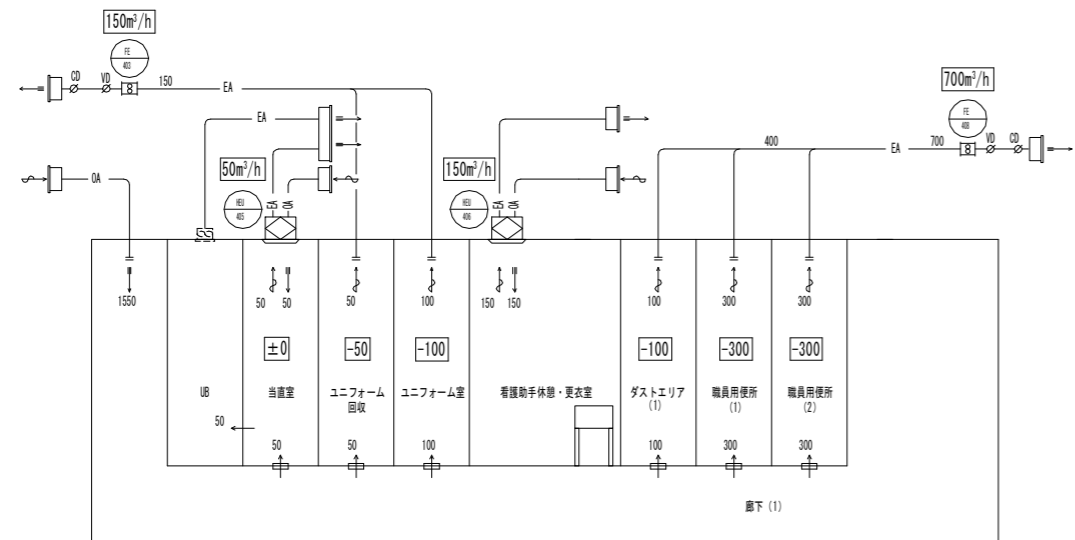 150m³/h
FE
403
CD
VD
150
EA
EA
OA
50m³/h
HEU
405
EA
OA
150m³/h
HEU
406
EA
OA
700m³/h
FE
408
400
EA
700
VD
CD
1550
50
50
50
100
150
150
100
300
300
±0
-50
-100
-100
-300
-300
UB
当直室
ユニフォーム
回収
ユニフォーム室
看護助手休憩・更衣室
ダストエリア
(1)
職員用便所
(1)
職員用便所
(2)
50
50
50
100
100
300
300
廊下 (1)